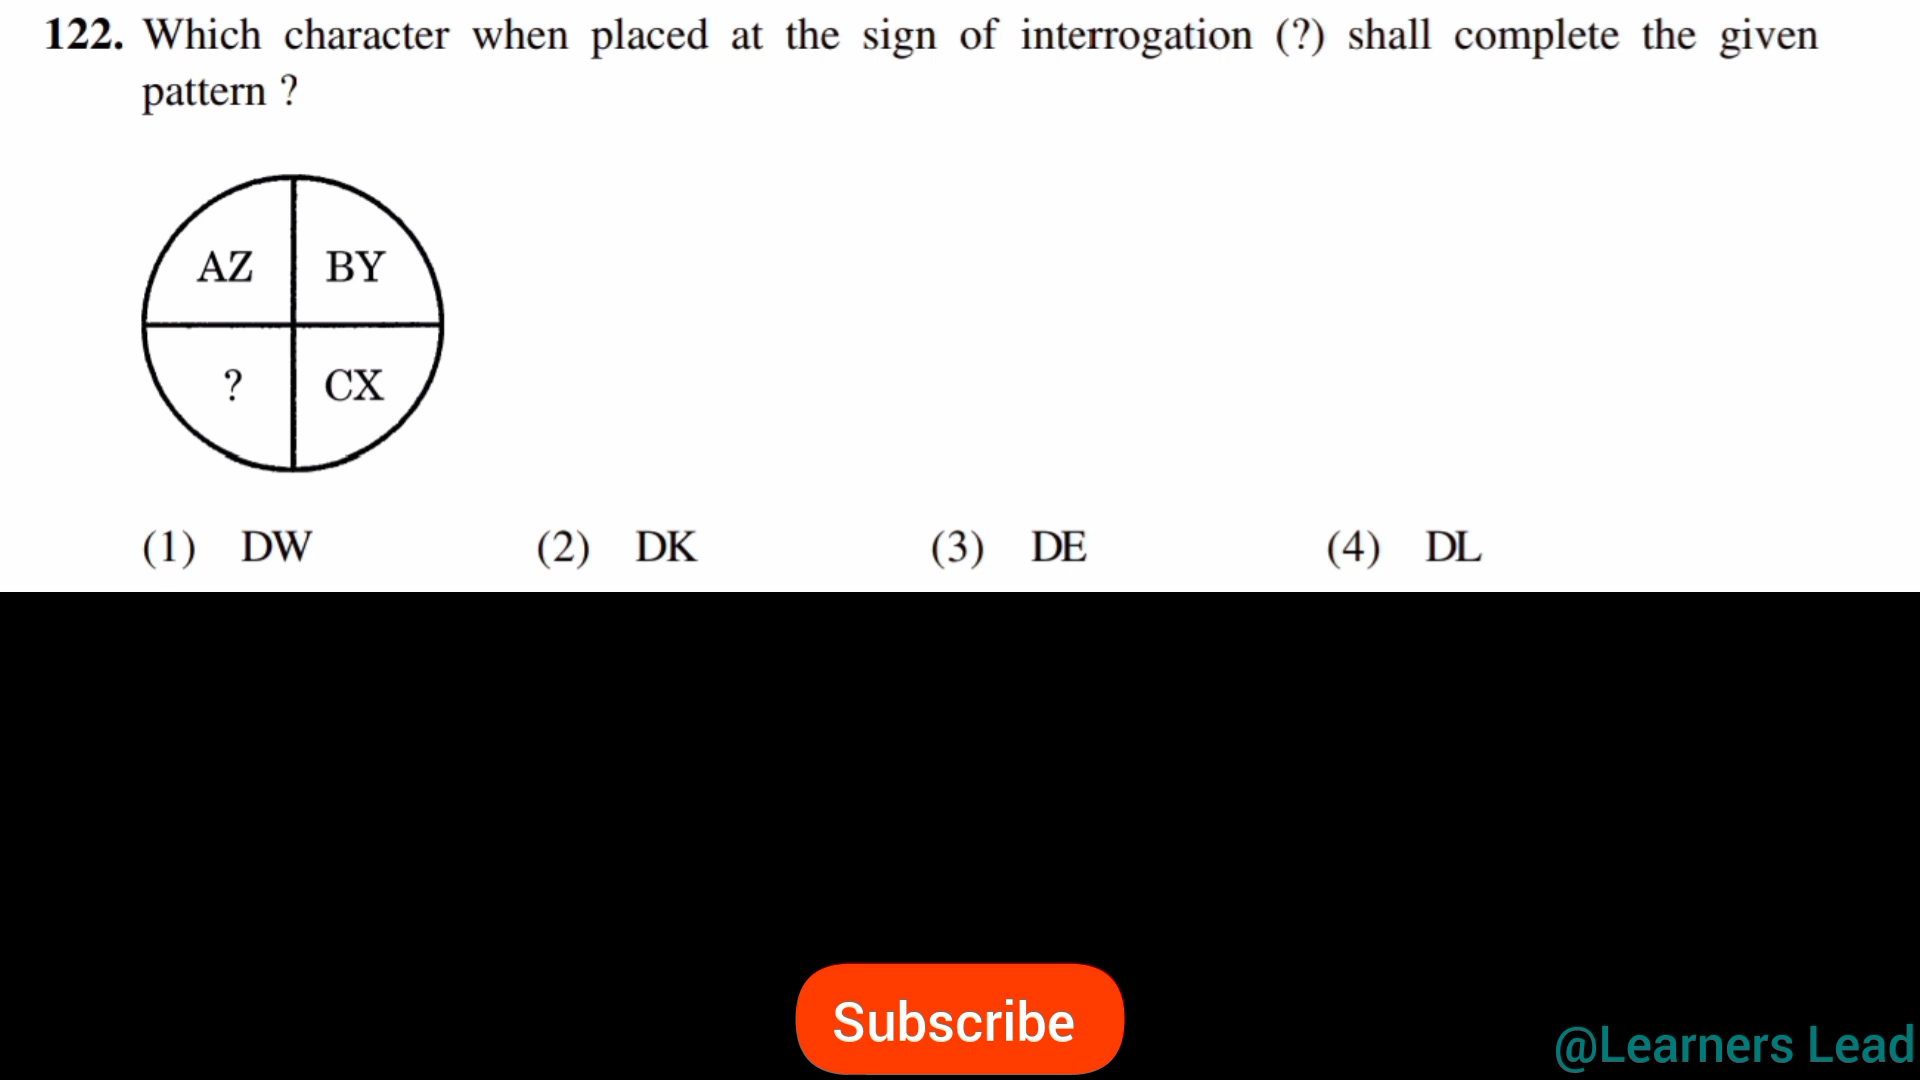 122. Which character when placed at the sign of interrogation (?) shall complete the given
pattern ?
AZ BY
? CX
(1) DW (2) DK (3) DE (4) DL
Subscribe
@Learners Lead